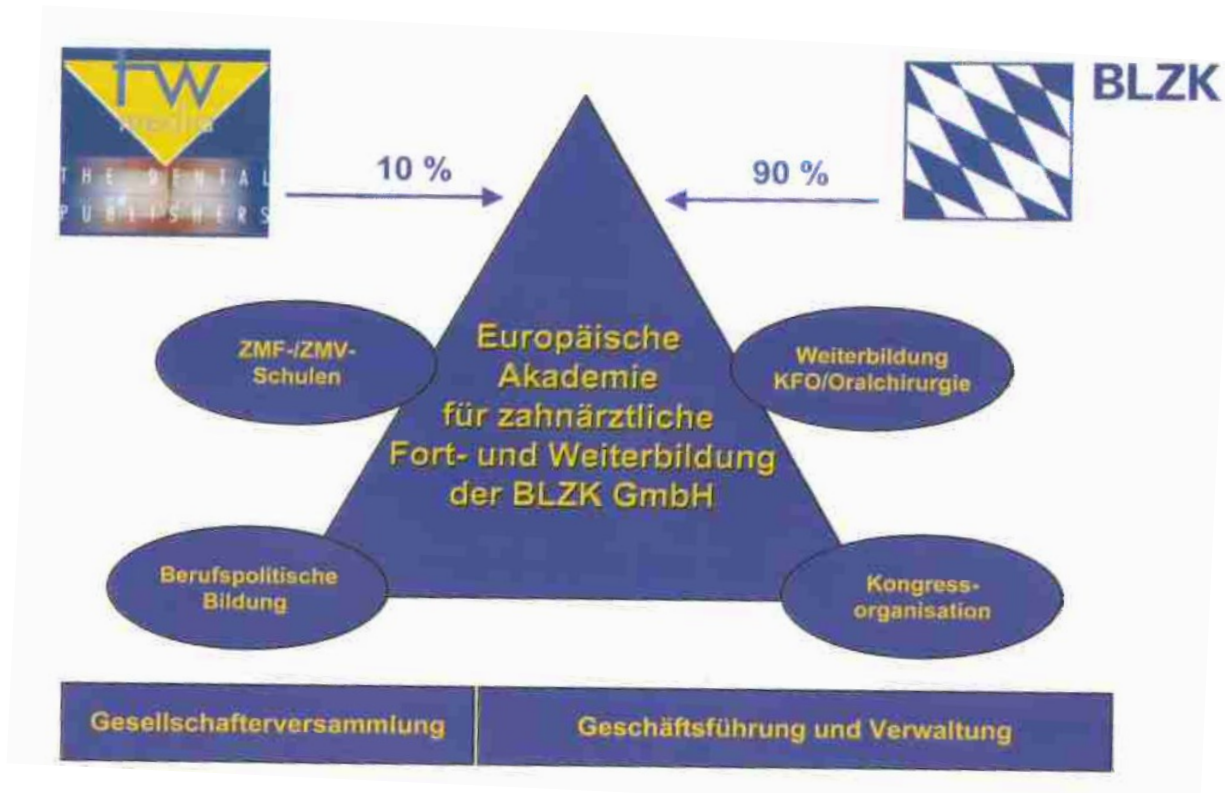 fw
media
THE DENTAL
PUBLISHERS
10 %
90 %
BLZK
Europäische
Akademie
für zahnärztliche
Fort- und Weiterbildung
der BLZK GmbH
ZMF-/ZMV-
Schulen
Weiterbildung
KFO/Oralchirurgie
Berufspolitische
Bildung
Kongress-
organisation
Gesellschafterversammlung
Geschäftsführung und Verwaltung